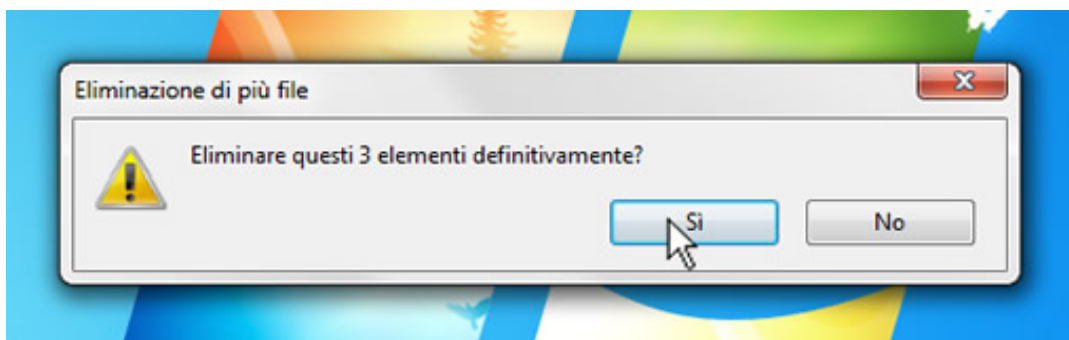 Eliminazione di più file
Eliminare questi 3 elementi definitivamente?
Sì
No